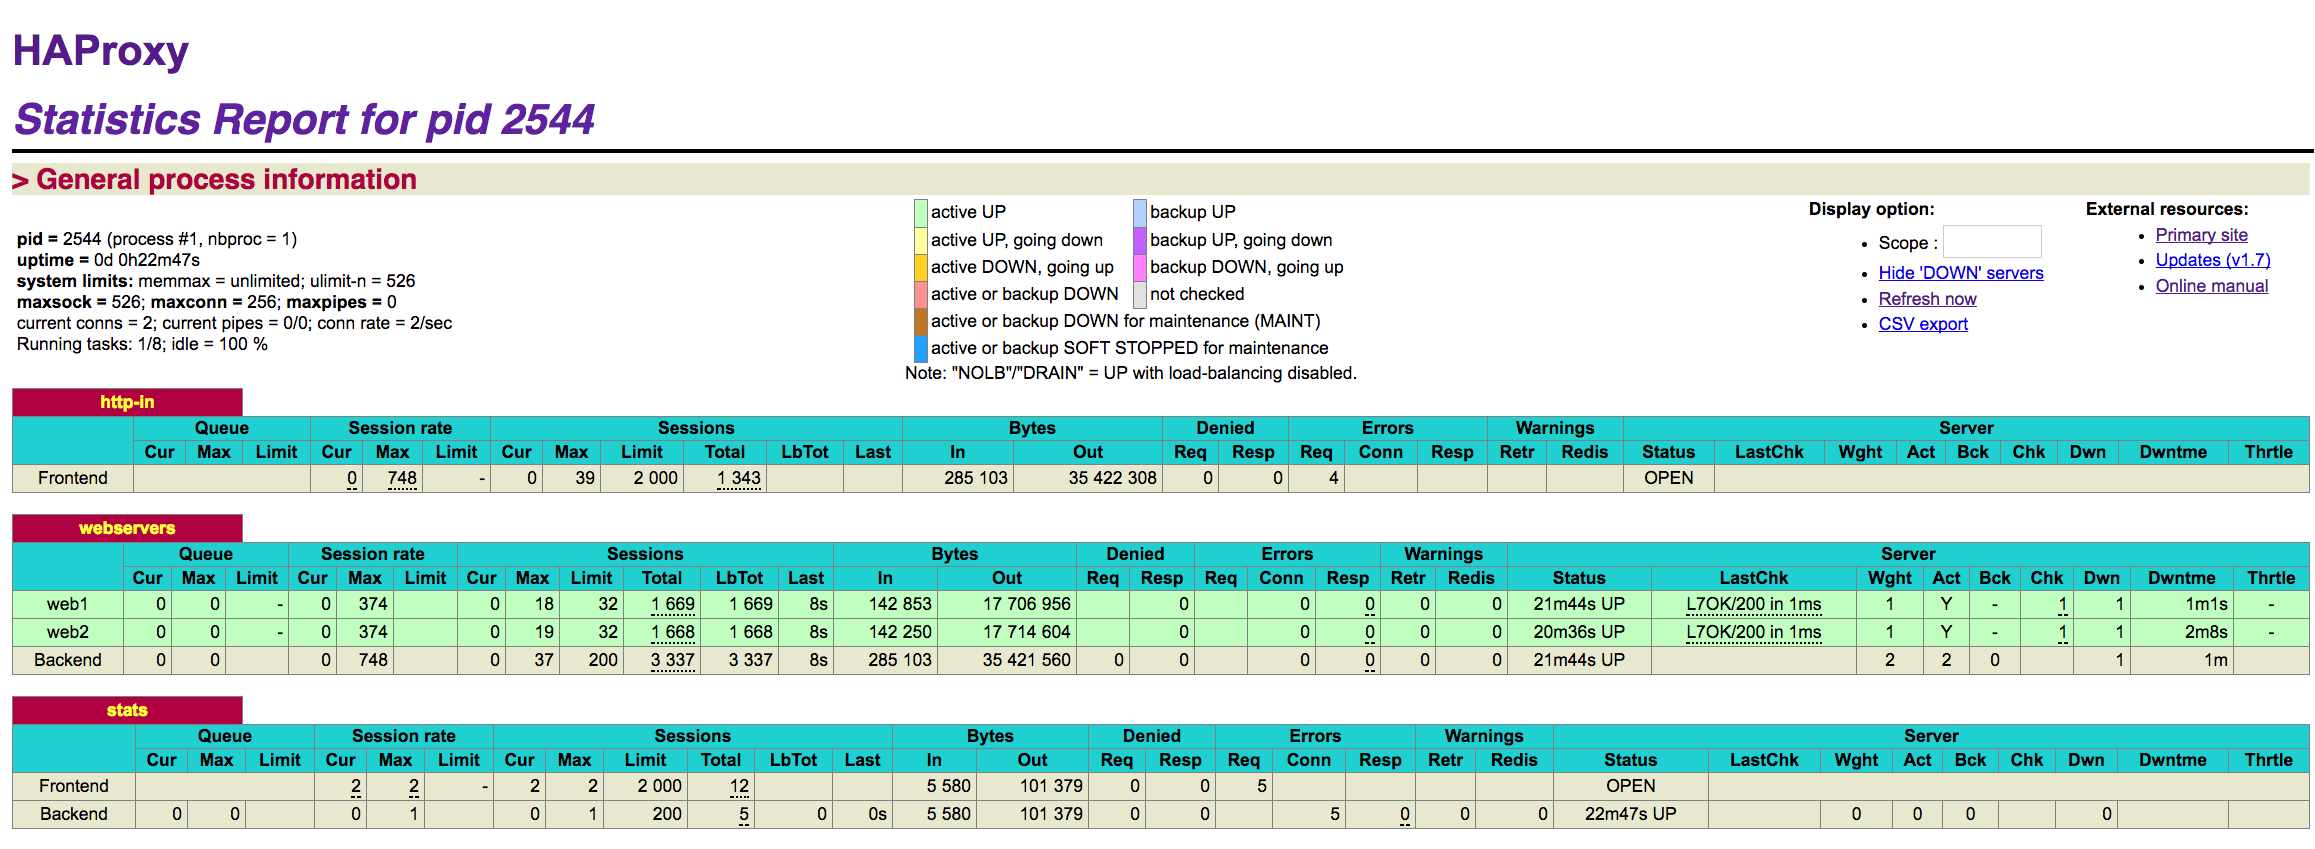 HAProxy
Statistics Report for pid 2544
> General process information
pid = 2544 (process #1, nbproc = 1)
uptime = 0d 0h22m47s
system limits: memmax = unlimited; ulimit-n = 526
maxsock = 526; maxconn = 256; maxpipes = 0
current conns = 2; current pipes = 0/0; conn rate = 2/sec
Running tasks: 1/8; idle = 100 %
active UP backup UP
active UP, going down backup UP, going down
active DOWN, going up backup DOWN, going up
active or backup DOWN not checked
active or backup DOWN for maintenance (MAINT)
active or backup SOFT STOPPED for maintenance
Note: "NOLB"/"DRAIN" = UP with load-balancing disabled.
Display option:
• Scope :
• Hide 'DOWN' servers
• Refresh now
• CSV export
External resources:
• Primary site
• Updates (v1.7)
• Online manual
http-in
Queue Session rate Sessions Bytes Denied Errors Warnings Server
Cur Max Limit Cur Max Limit Cur Max Limit Total LbTot Last In Out Req Resp Req Conn Resp Retr Redis Status LastChk Wght Act Bck Chk Dwn Dwntme Thrtle
Frontend 0 748 - 0 39 2 000 1 343 285 103 35 422 308 0 0 4 OPEN
webservers
Queue Session rate Sessions Bytes Denied Errors Warnings Server
Cur Max Limit Cur Max Limit Cur Max Limit Total LbTot Last In Out Req Resp Req Conn Resp Retr Redis Status LastChk Wght Act Bck Chk Dwn Dwntme Thrtle
web1 0 0 - 0 374 0 18 32 1 669 1 669 8s 142 853 17 706 956 0 0 0 0 0 21m44s UP L7OK/200 in 1ms 1 Y - 1 1 1m1s -
web2 0 0 - 0 374 0 19 32 1 668 1 668 8s 142 250 17 714 604 0 0 0 0 0 20m36s UP L7OK/200 in 1ms 1 Y - 1 1 2m8s -
Backend 0 0 0 748 0 37 200 3 337 3 337 8s 285 103 35 421 560 0 0 0 0 0 0 21m44s UP 2 2 0 1 1m
stats
Queue Session rate Sessions Bytes Denied Errors Warnings Server
Cur Max Limit Cur Max Limit Cur Max Limit Total LbTot Last In Out Req Resp Req Conn Resp Retr Redis Status LastChk Wght Act Bck Chk Dwn Dwntme Thrtle
Frontend 2 2 - 2 2 2 000 12 5 580 101 379 0 0 5 OPEN
Backend 0 0 0 1 0 1 200 5 0 0s 5 580 101 379 0 0 5 0 0 0 22m47s UP 0 0 0 0